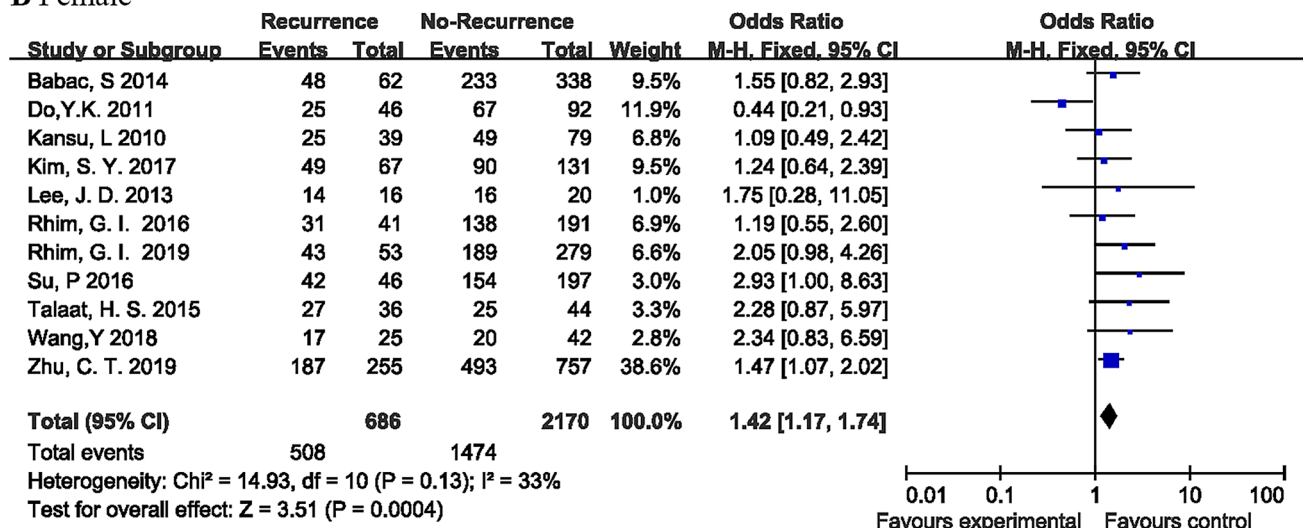 B Female
Recurrence No-Recurrence Odds Ratio Odds Ratio
Study or Subgroup Events Total Events Total Weight M-H, Fixed, 95% CI M-H, Fixed, 95% CI
Babac, S 2014 48 62 233 338 9.5% 1.55 [0.82, 2.93]
Do,Y.K. 2011 25 46 67 92 11.9% 0.44 [0.21, 0.93]
Kansu, L 2010 25 39 49 79 6.8% 1.09 [0.49, 2.42]
Kim, S. Y. 2017 49 67 90 131 9.5% 1.24 [0.64, 2.39]
Lee, J. D. 2013 14 16 16 20 1.0% 1.75 [0.28, 11.05]
Rhim, G. I. 2016 31 41 138 191 6.9% 1.19 [0.55, 2.60]
Rhim, G. I. 2019 43 53 189 279 6.6% 2.05 [0.98, 4.26]
Su, P 2016 42 46 154 197 3.0% 2.93 [1.00, 8.63]
Talaat, H. S. 2015 27 36 25 44 3.3% 2.28 [0.87, 5.97]
Wang,Y 2018 17 25 20 42 2.8% 2.34 [0.83, 6.59]
Zhu, C. T. 2019 187 255 493 757 38.6% 1.47 [1.07, 2.02]
Total (95% CI) 686 2170 100.0% 1.42 [1.17, 1.74]
Total events 508 1474
Heterogeneity: Chi² = 14.93, df = 10 (P = 0.13); I² = 33%
Test for overall effect: Z = 3.51 (P = 0.0004)
0.01 0.1 1 10 100
Favours experimental Favours control